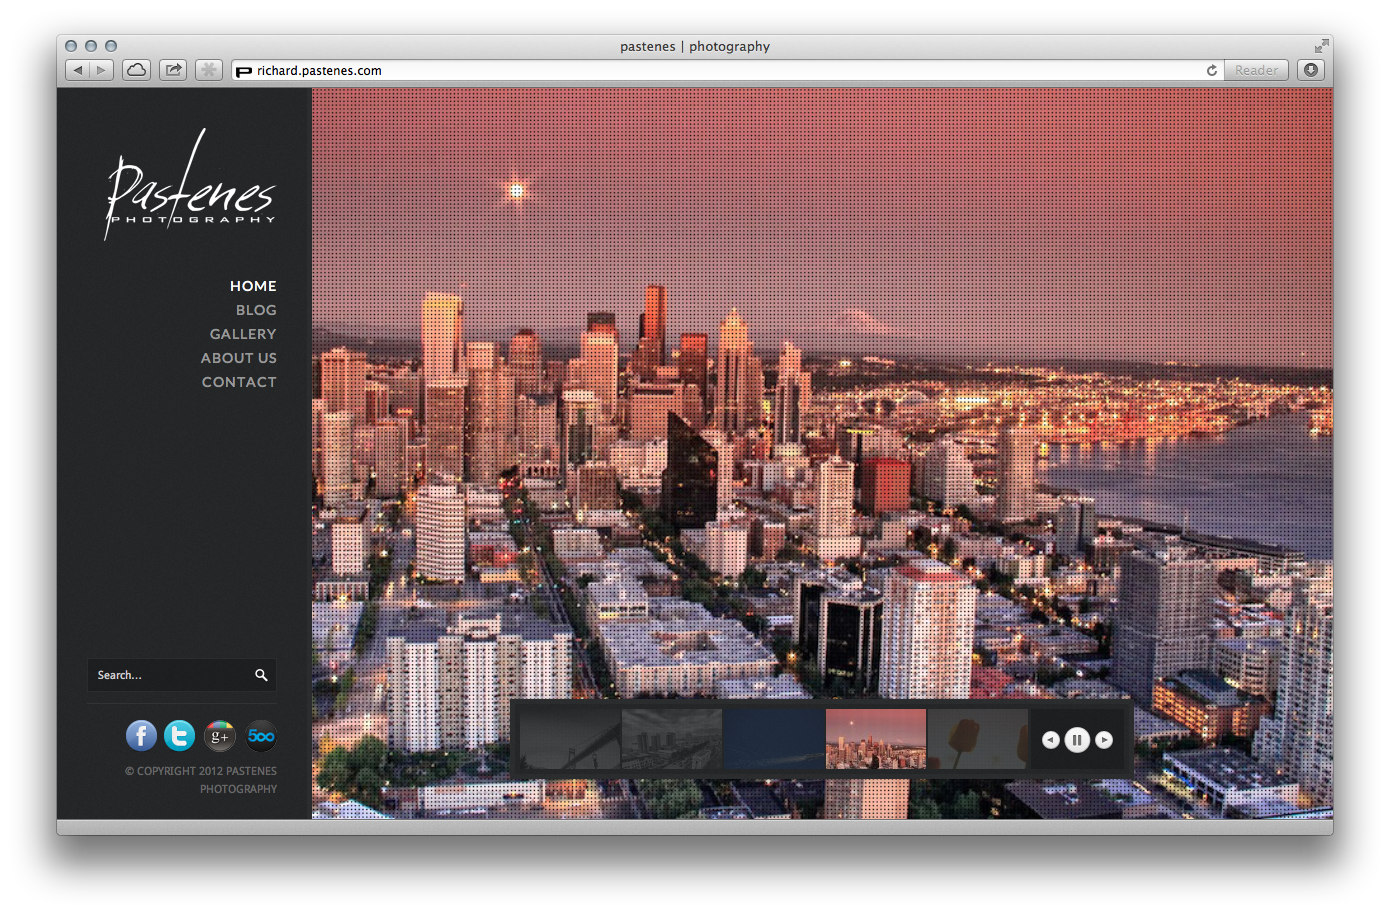 pastenes | photography
richard.pastenes.com
Reader
Pastenes
PHOTOGRAPHY
HOME
BLOG
GALLERY
ABOUT US
CONTACT
Search...
f t g+ 500
© COPYRIGHT 2012 PASTENES
PHOTOGRAPHY